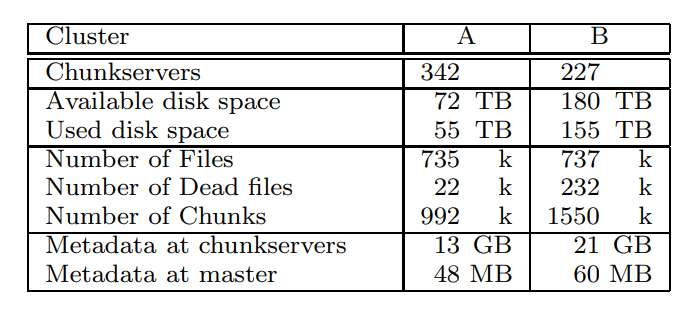 Cluster A B
Chunkservers 342 227
Available disk space 72 TB 180 TB
Used disk space 55 TB 155 TB
Number of Files 735 k 737 k
Number of Dead files 22 k 232 k
Number of Chunks 992 k 1550 k
Metadata at chunkservers 13 GB 21 GB
Metadata at master 48 MB 60 MB